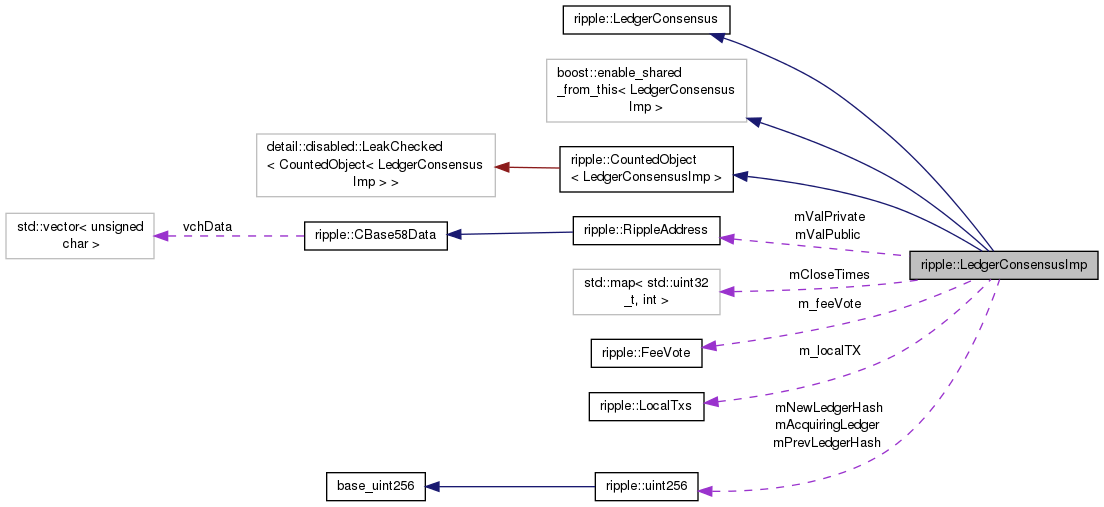 ripple::LedgerConsensus
boost::enable_shared
_from_this< LedgerConsensus
Imp >
detail::disabled::LeakChecked
< CountedObject< LedgerConsensus
Imp > >
ripple::CountedObject
< LedgerConsensusImp >
std::vector< unsigned
char >
vchData
ripple::CBase58Data
ripple::RippleAddress
mValPrivate
mValPublic
ripple::LedgerConsensusImp
std::map< std::uint32
_t, int >
mCloseTimes
m_feeVote
ripple::FeeVote
m_localTX
ripple::LocalTxs
mNewLedgerHash
mAcquiringLedger
mPrevLedgerHash
base_uint256
ripple::uint256